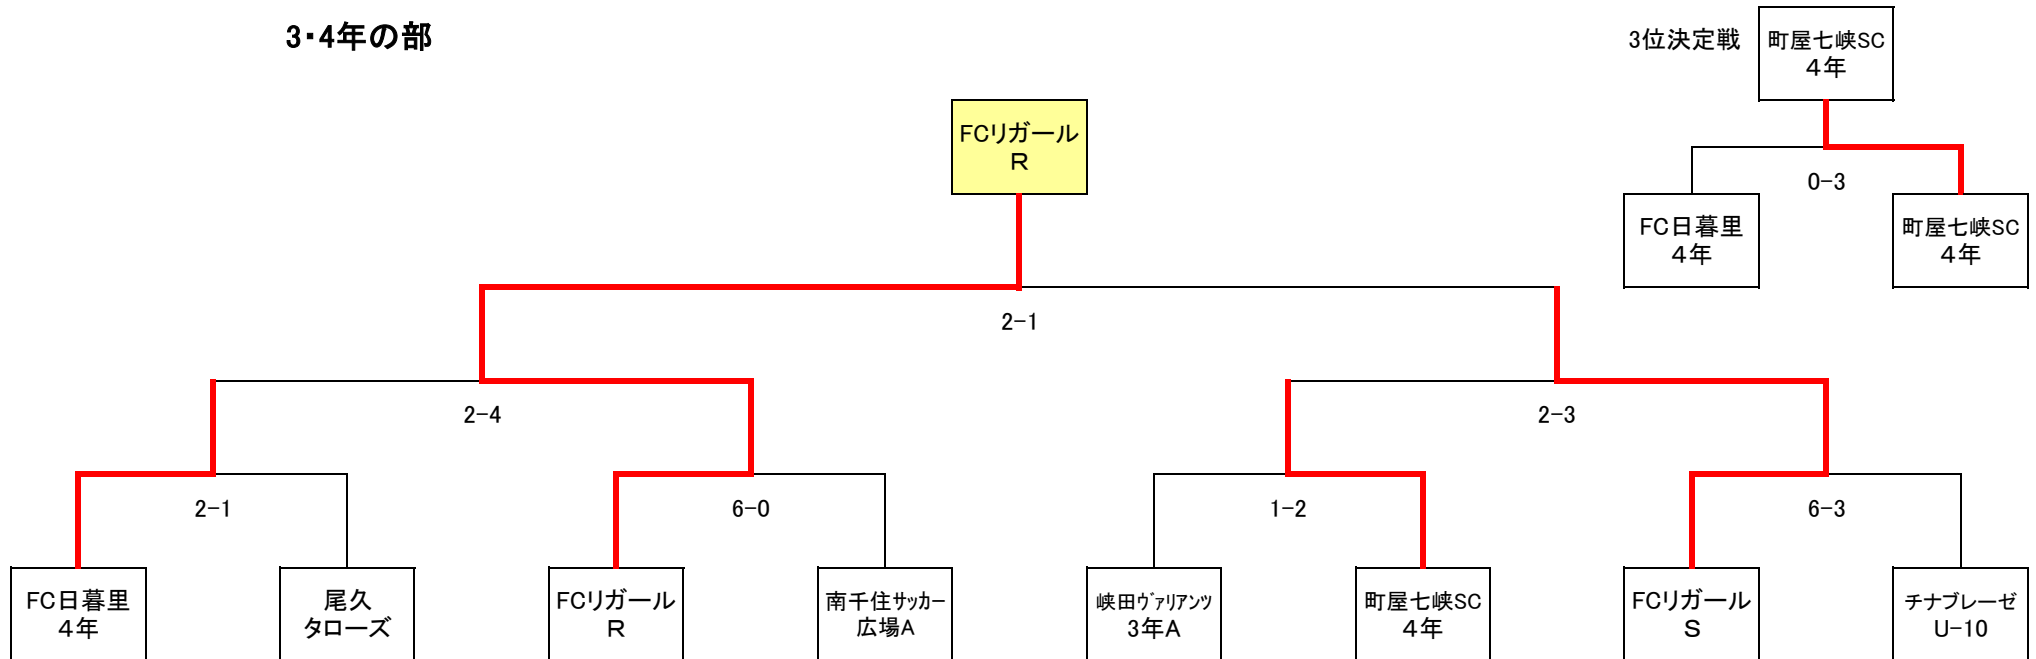 3・4年の部
3位決定戦
町屋七峡SC
４年
FCリガール
R
0-3
FC日暮里
４年
町屋七峡SC
４年
2-1
2-4
2-3
2-1
6-0
1-2
6-3
FC日暮里
４年
尾久
タローズ
FCリガール
R
南千住サッカー
広場A
峡田ヴァリアンツ
3年A
町屋七峡SC
４年
FCリガール
S
チナブレーゼ
U-10